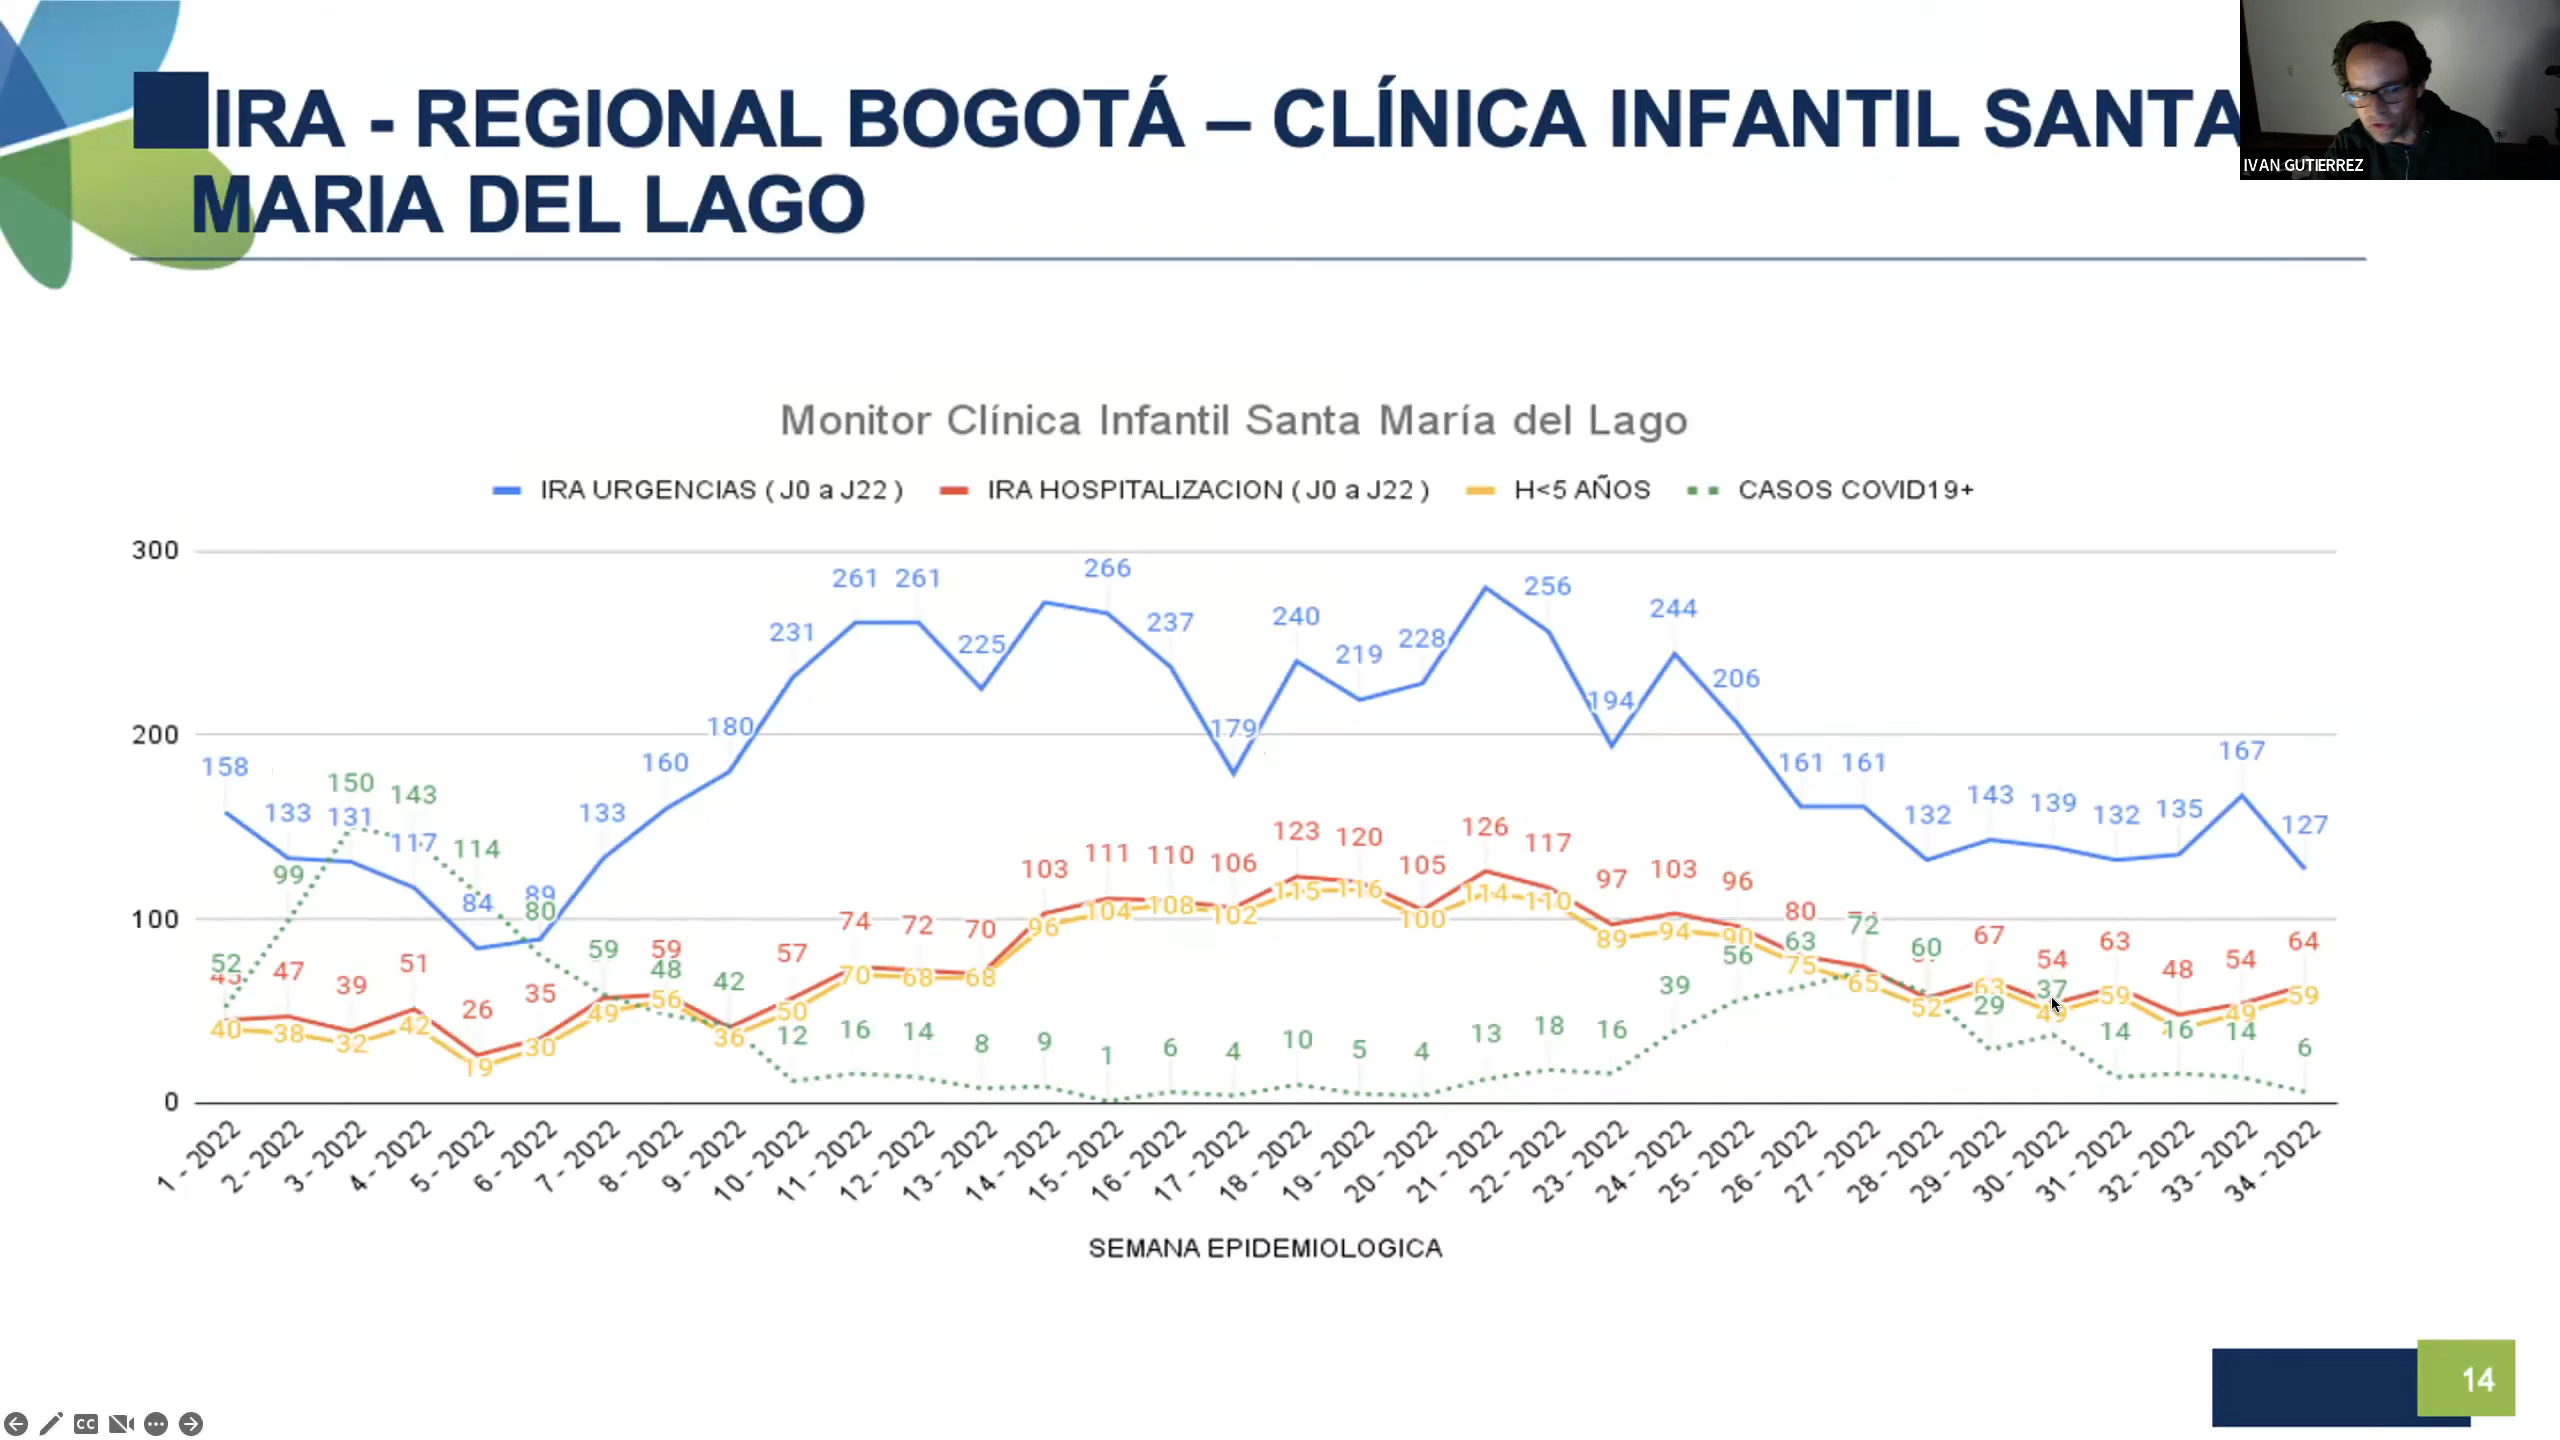 IRA - REGIONAL BOGOTÁ – CLÍNICA INFANTIL SANTA
MARIA DEL LAGO
IVAN GUTIERREZ
Monitor Clínica Infantil Santa María del Lago
IRA URGENCIAS ( J0 a J22 ) IRA HOSPITALIZACION ( J0 a J22 ) H<5 AÑOS CASOS COVID19+
300
200
100
0
158 133 131 117 84 89 133 160 180 231 261 261 225 266 237 179 240 219 228 256 194 244 206 161 161 132 143 139 132 135 167 127
45 47 39 51 26 35 59 57 74 72 70 103 111 110 106 123 120 105 126 117 97 103 96 80 67 54 63 48 54 64
40 38 32 42 19 30 49 56 36 50 70 68 68 96 104 108 102 115 116 100 114 110 89 94 90 75 65 52 63 49 59 49 59
52 99 150 143 114 80 59 48 42 12 16 14 8 9 1 6 4 10 5 4 13 18 16 39 56 63 72 60 29 37 14 16 14 6
1 - 2022 2 - 2022 3 - 2022 4 - 2022 5 - 2022 6 - 2022 7 - 2022 8 - 2022 9 - 2022 10 - 2022 11 - 2022 12 - 2022 13 - 2022 14 - 2022 15 - 2022 16 - 2022 17 - 2022 18 - 2022 19 - 2022 20 - 2022 21 - 2022 22 - 2022 23 - 2022 24 - 2022 25 - 2022 26 - 2022 27 - 2022 28 - 2022 29 - 2022 30 - 2022 31 - 2022 32 - 2022 33 - 2022 34 - 2022
SEMANA EPIDEMIOLOGICA
14
CC